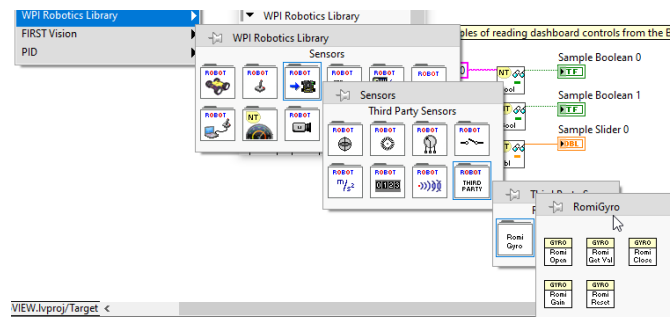 WPI Robotics Library
FIRST Vision
PID
WPI Robotics Library
WPI Robotics Library
Sensors
ROBOT
ROBOT
ROBOT
ROBOT
ROBOT
ROBOT
ROBOT
NT
ROBOT
Sensors
Third Party Sensors
ROBOT
ROBOT
ROBOT
ROBOT
ROBOT
m/s²
ROBOT
0123
ROBOT
ROBOT
THIRD
PARTY
ples of reading dashboard controls from the
Sample Boolean 0
NT
TF
Sample Boolean 1
TF
Sample Slider 0
DBL
Romi
Gyro
RomiGyro
GYRO
Romi
Open
GYRO
Romi
Get Val
GYRO
Romi
Close
GYRO
Romi
Gain
GYRO
Romi
Reset
VIEW.lvproj/Target <